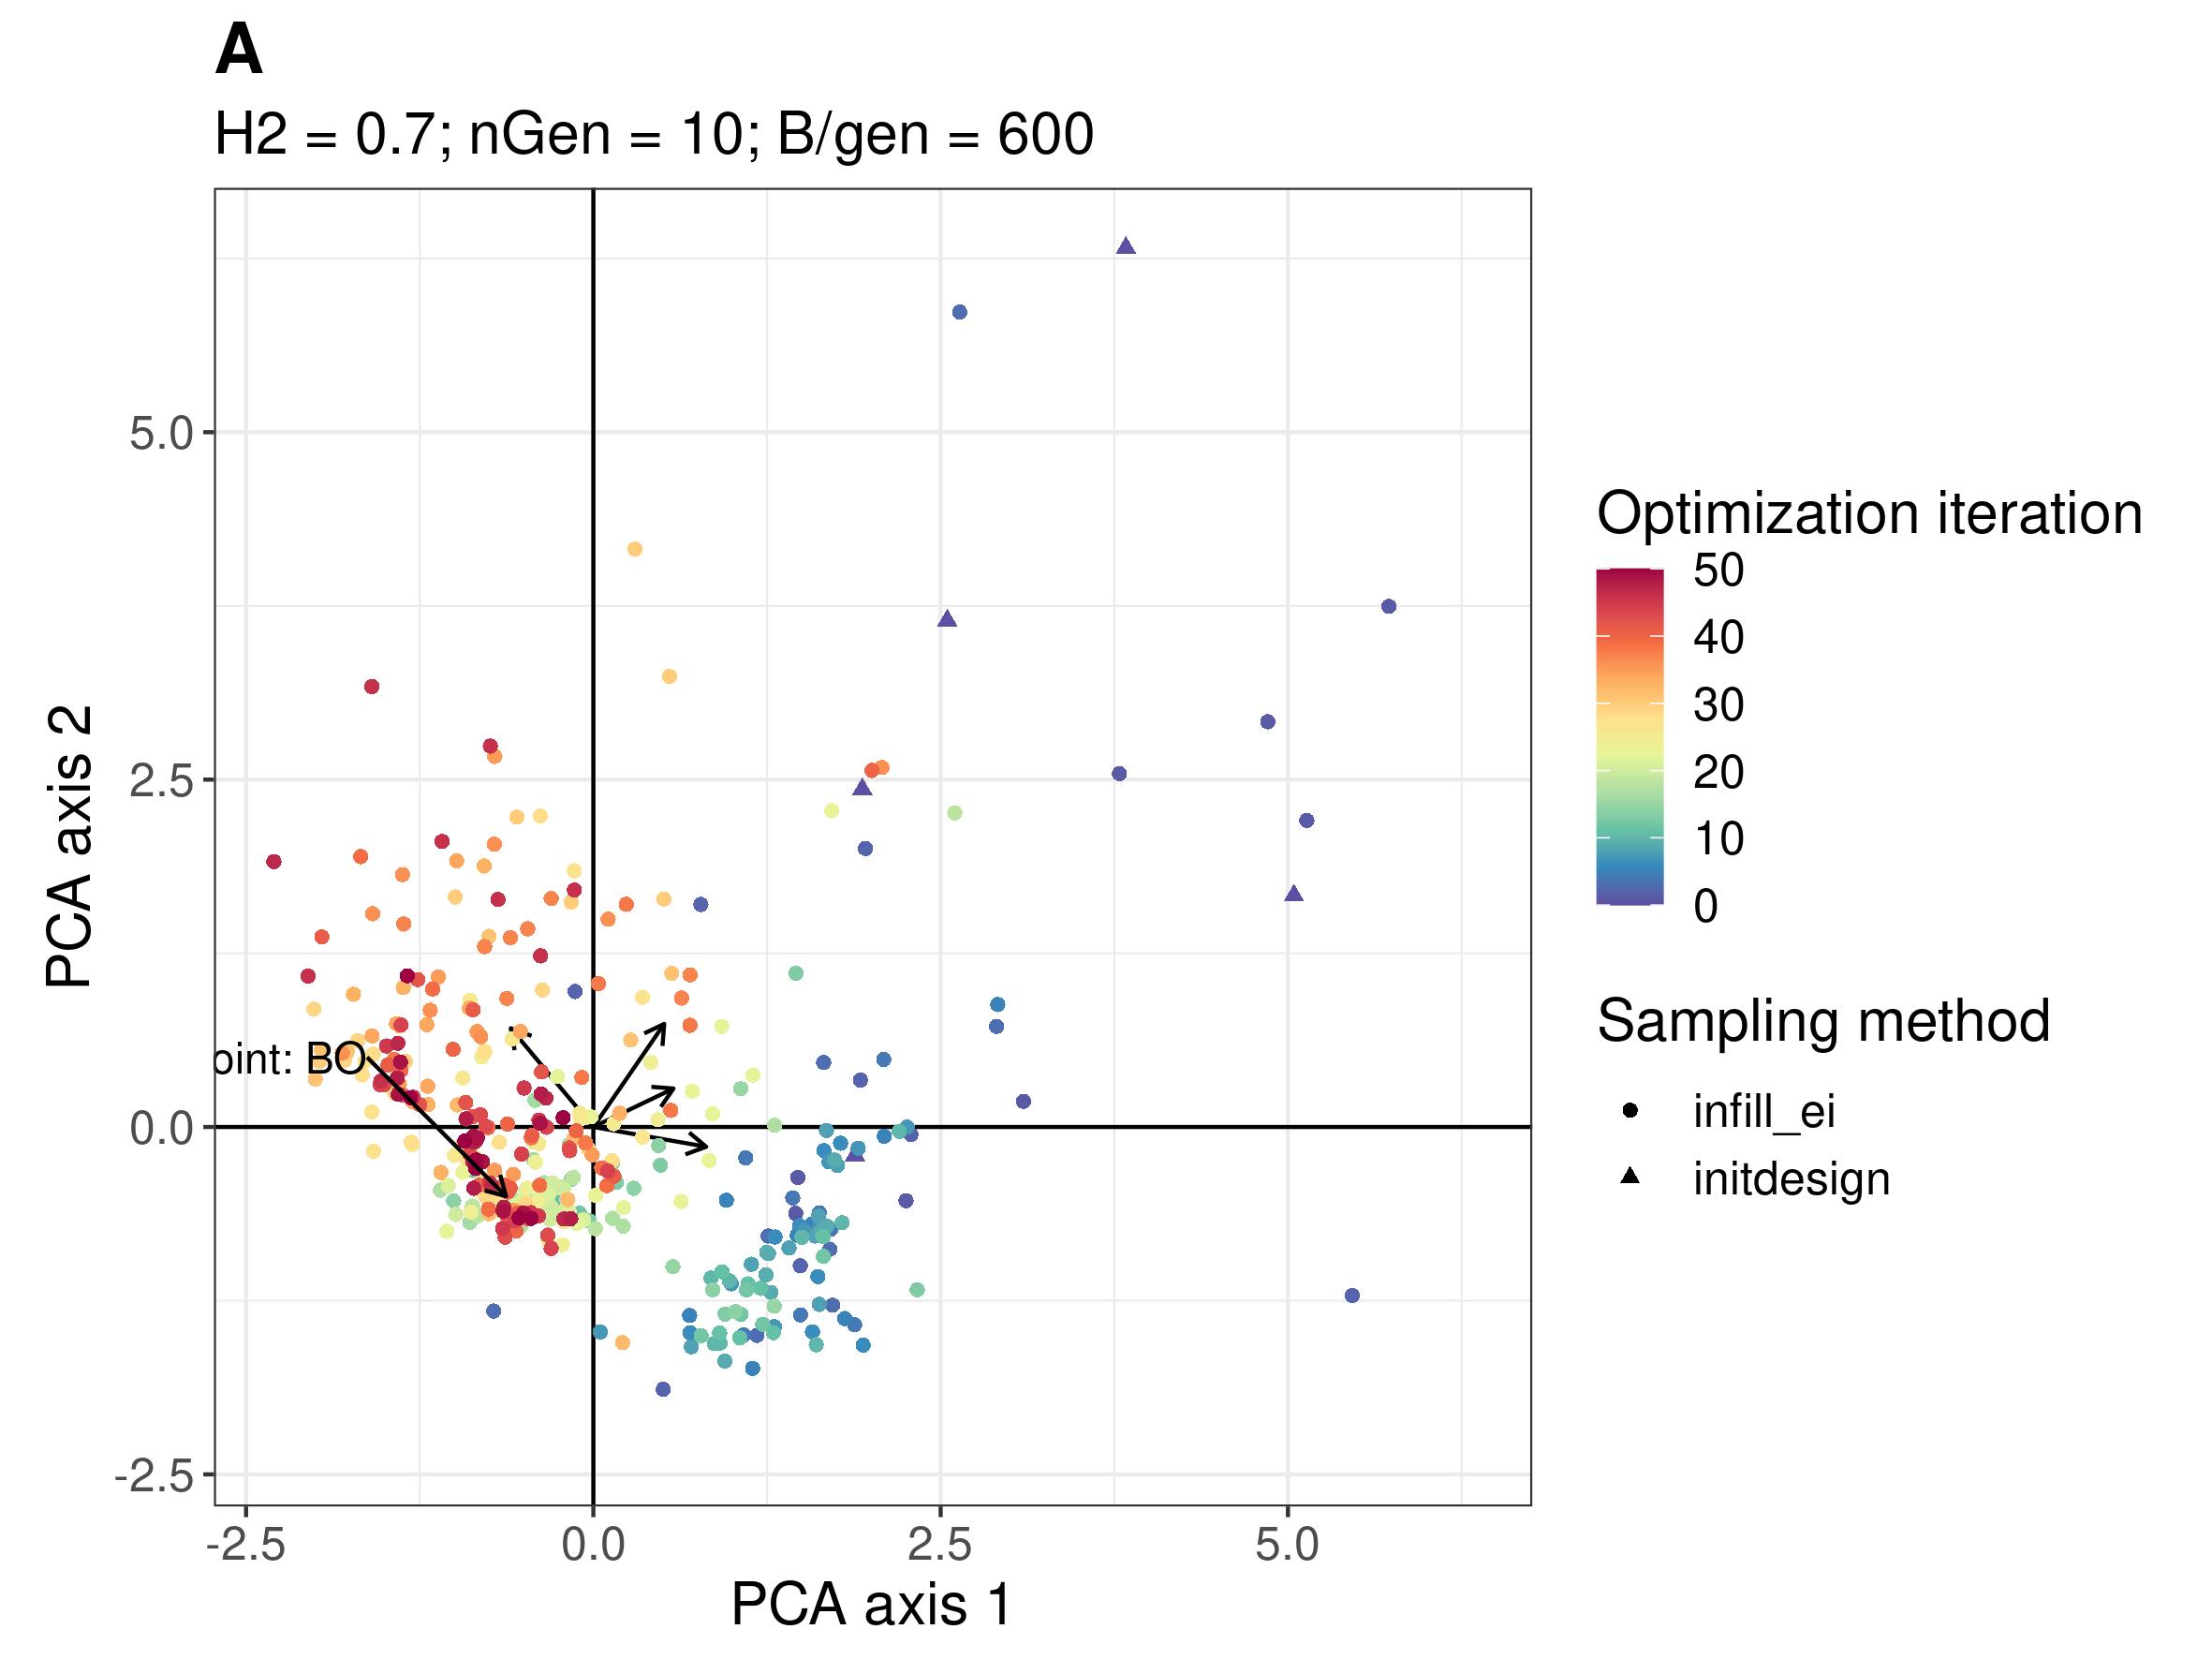 A
H2 = 0.7; nGen = 10; B/gen = 600
PCA axis 2
5.0
2.5
0.0
-2.5
oint: BO
-2.5
0.0
2.5
5.0
PCA axis 1
Optimization iteration
50
40
30
20
10
0
Sampling method
infill_ei
initdesign